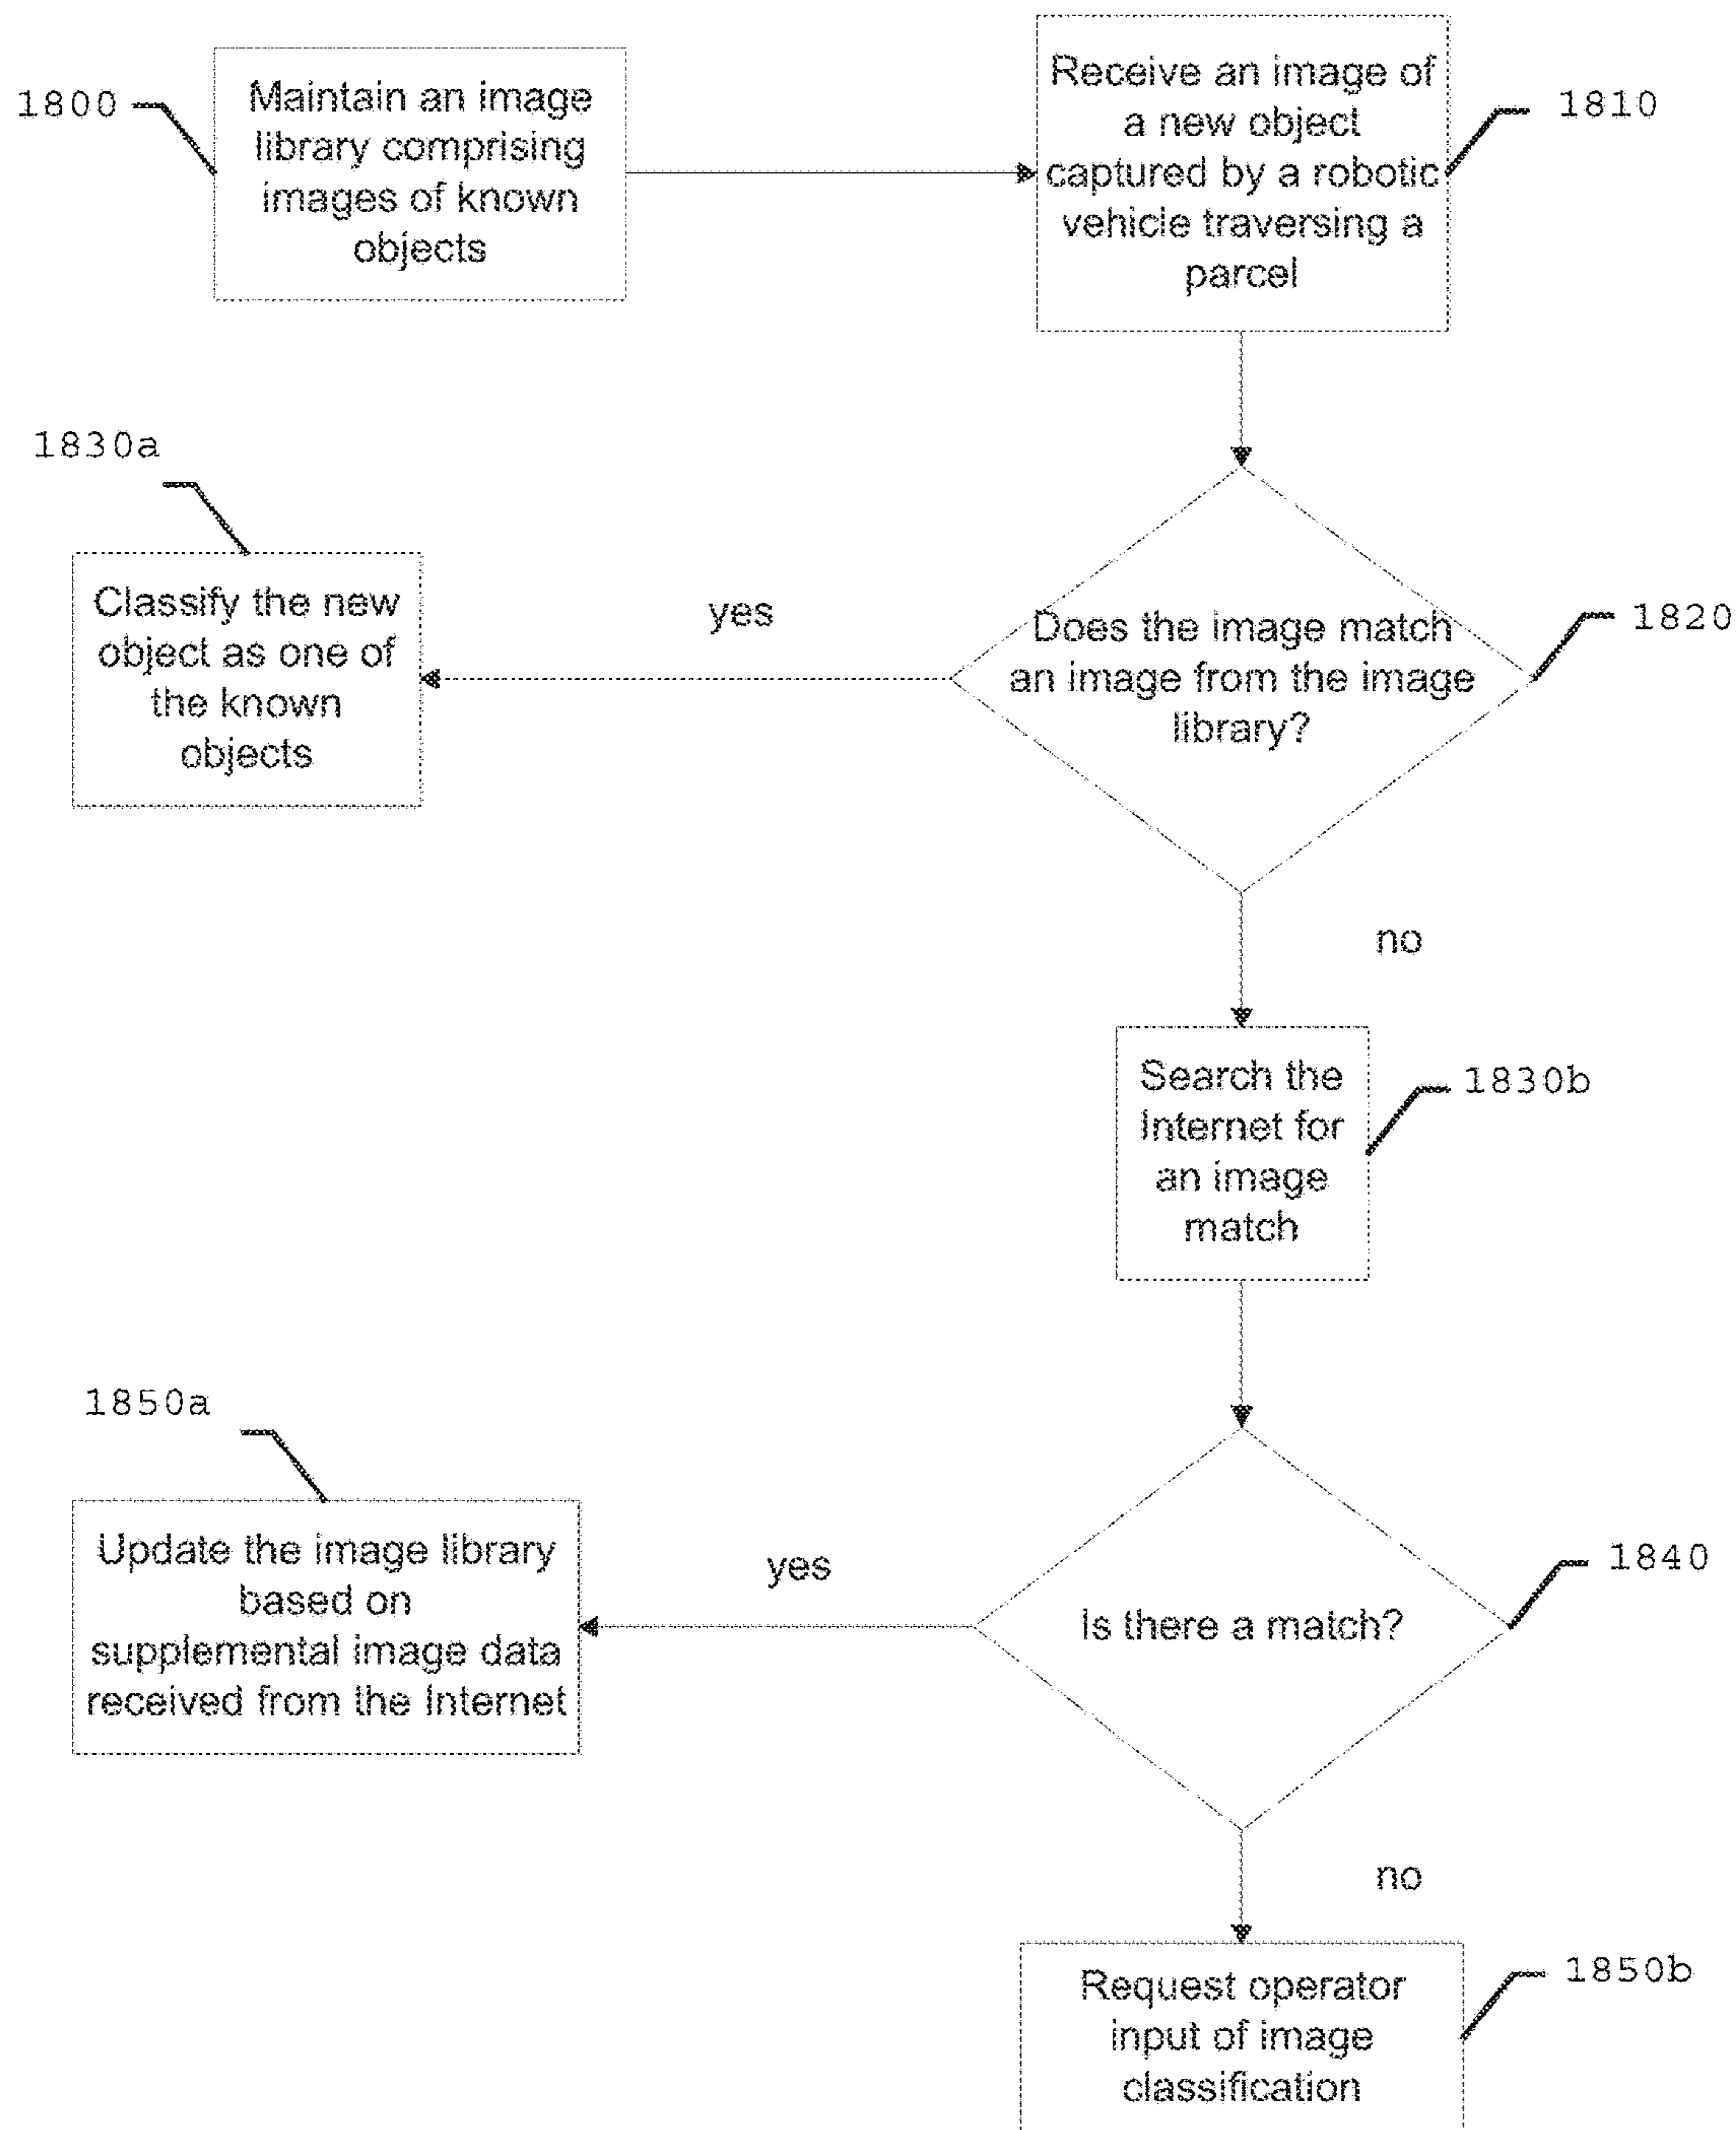 1800
Maintain an image
library comprising
images of known
objects
Receive an image of
a new object
captured by a robotic
vehicle traversing a
parcel
1810
1830a
Classify the new
object as one of
the known
objects
yes
Does the image match
an image from the image
library?
1820
no
Search the
Internet for
an image
match
1830b
1850a
Update the image library
based on
supplemental image data
received from the Internet
yes
Is there a match?
1840
no
Request operator
input of image
classification
1850b